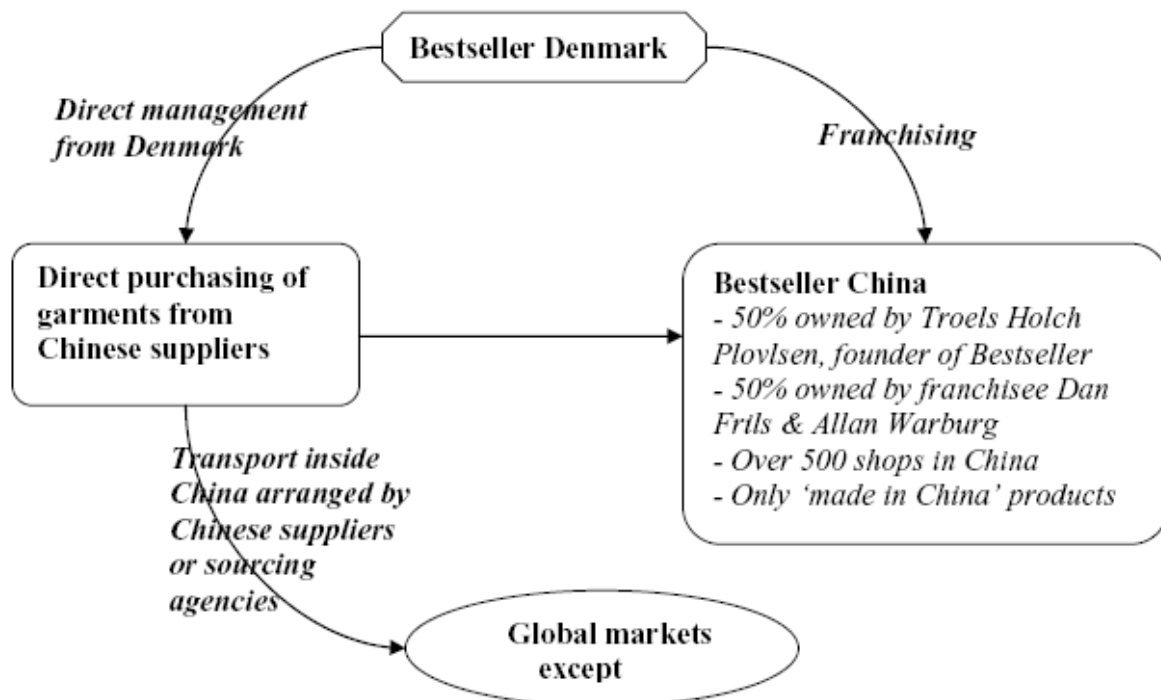 Bestseller Denmark
Direct management
from Denmark
Franchising
Direct purchasing of
garments from
Chinese suppliers
Bestseller China
- 50% owned by Troels Holch
Plovlsen, founder of Bestseller
- 50% owned by franchisee Dan
Frils & Allan Warburg
- Over 500 shops in China
- Only ‘made in China’ products
Transport inside
China arranged by
Chinese suppliers
or sourcing
agencies
Global markets
except